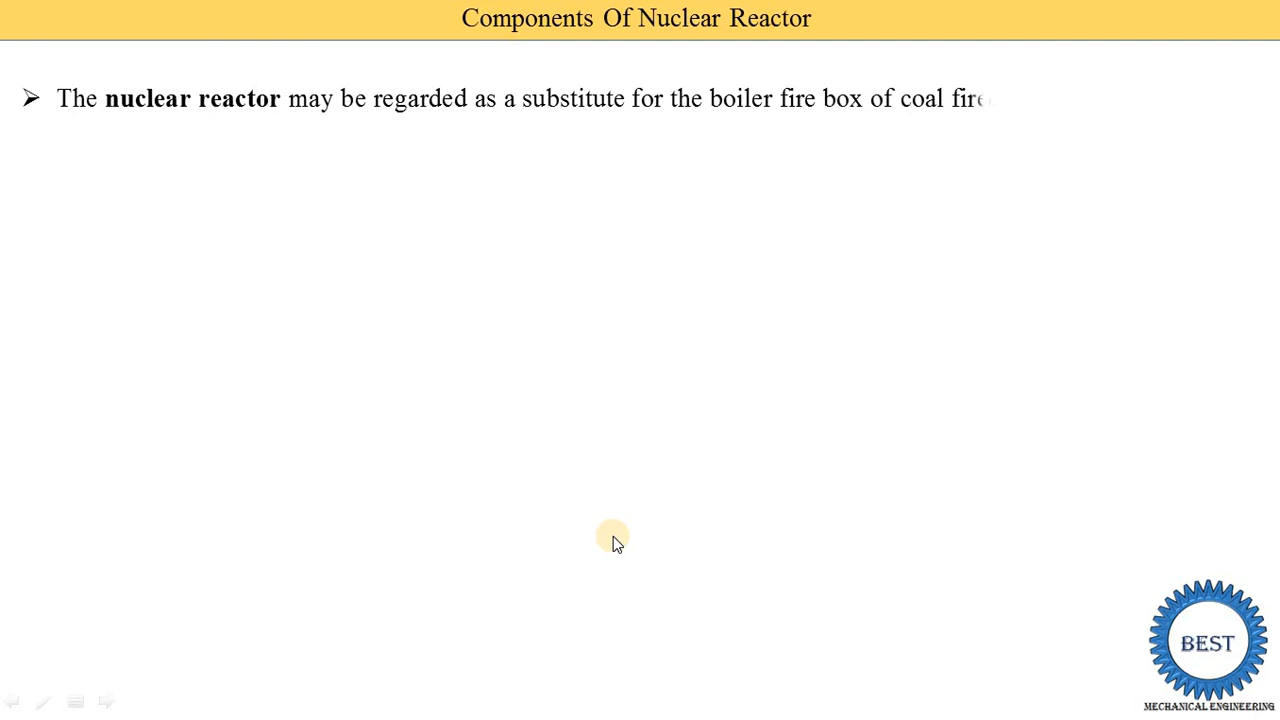 Components Of Nuclear Reactor
➢ The nuclear reactor may be regarded as a substitute for the boiler fire box of coal fire
BEST
MECHANICAL ENGINEERING